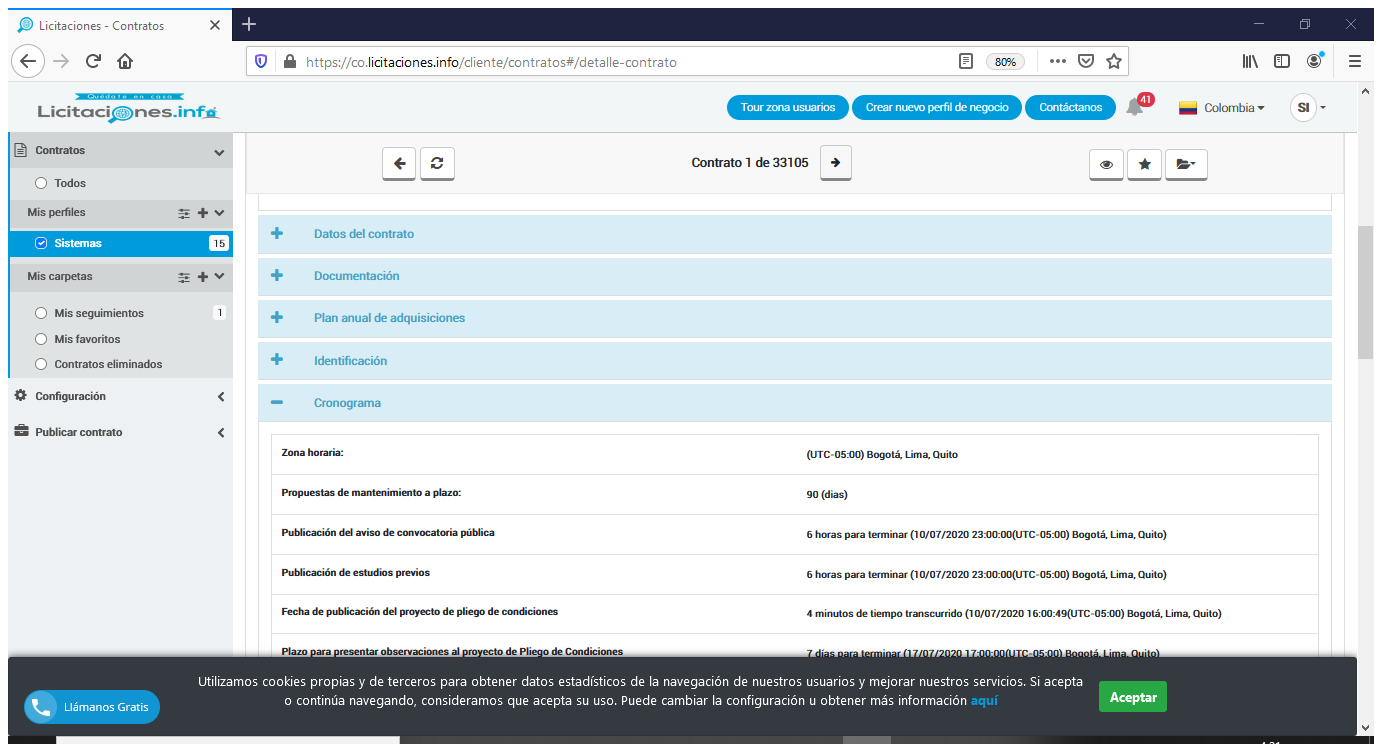 Licitaciones - Contratos
https://co.licitaciones.info/cliente/contratos#/detalle-contrato
80%
Quédate en casa
Licitaciones.info
Tour zona usuarios
Crear nuevo perfil de negocio
Contáctanos
41
Colombia
SI
Contratos
Todos
Mis perfiles
Sistemas 15
Mis carpetas
Mis seguimientos 1
Mis favoritos
Contratos eliminados
Configuración
Publicar contrato
Contrato 1 de 33105
Datos del contrato
Documentación
Plan anual de adquisiciones
Identificación
Cronograma
Zona horaria: (UTC-05:00) Bogotá, Lima, Quito
Propuestas de mantenimiento a plazo: 90 (dias)
Publicación del aviso de convocatoria pública 6 horas para terminar (10/07/2020 23:00:00(UTC-05:00) Bogotá, Lima, Quito)
Publicación de estudios previos 6 horas para terminar (10/07/2020 23:00:00(UTC-05:00) Bogotá, Lima, Quito)
Fecha de publicación del proyecto de pliego de condiciones 4 minutos de tiempo transcurrido (10/07/2020 16:00:49(UTC-05:00) Bogotá, Lima, Quito)
Plazo para presentar observaciones al proyecto de Pliego de Condiciones 7 días para terminar (17/07/2020 17:00:00(UTC-05:00) Bogotá, Lima, Quito)
Utilizamos cookies propias y de terceros para obtener datos estadísticos de la navegación de nuestros usuarios y mejorar nuestros servicios. Si acepta
o continúa navegando, consideramos que acepta su uso. Puede cambiar la configuración u obtener más información aquí
Aceptar
Llámanos Gratis